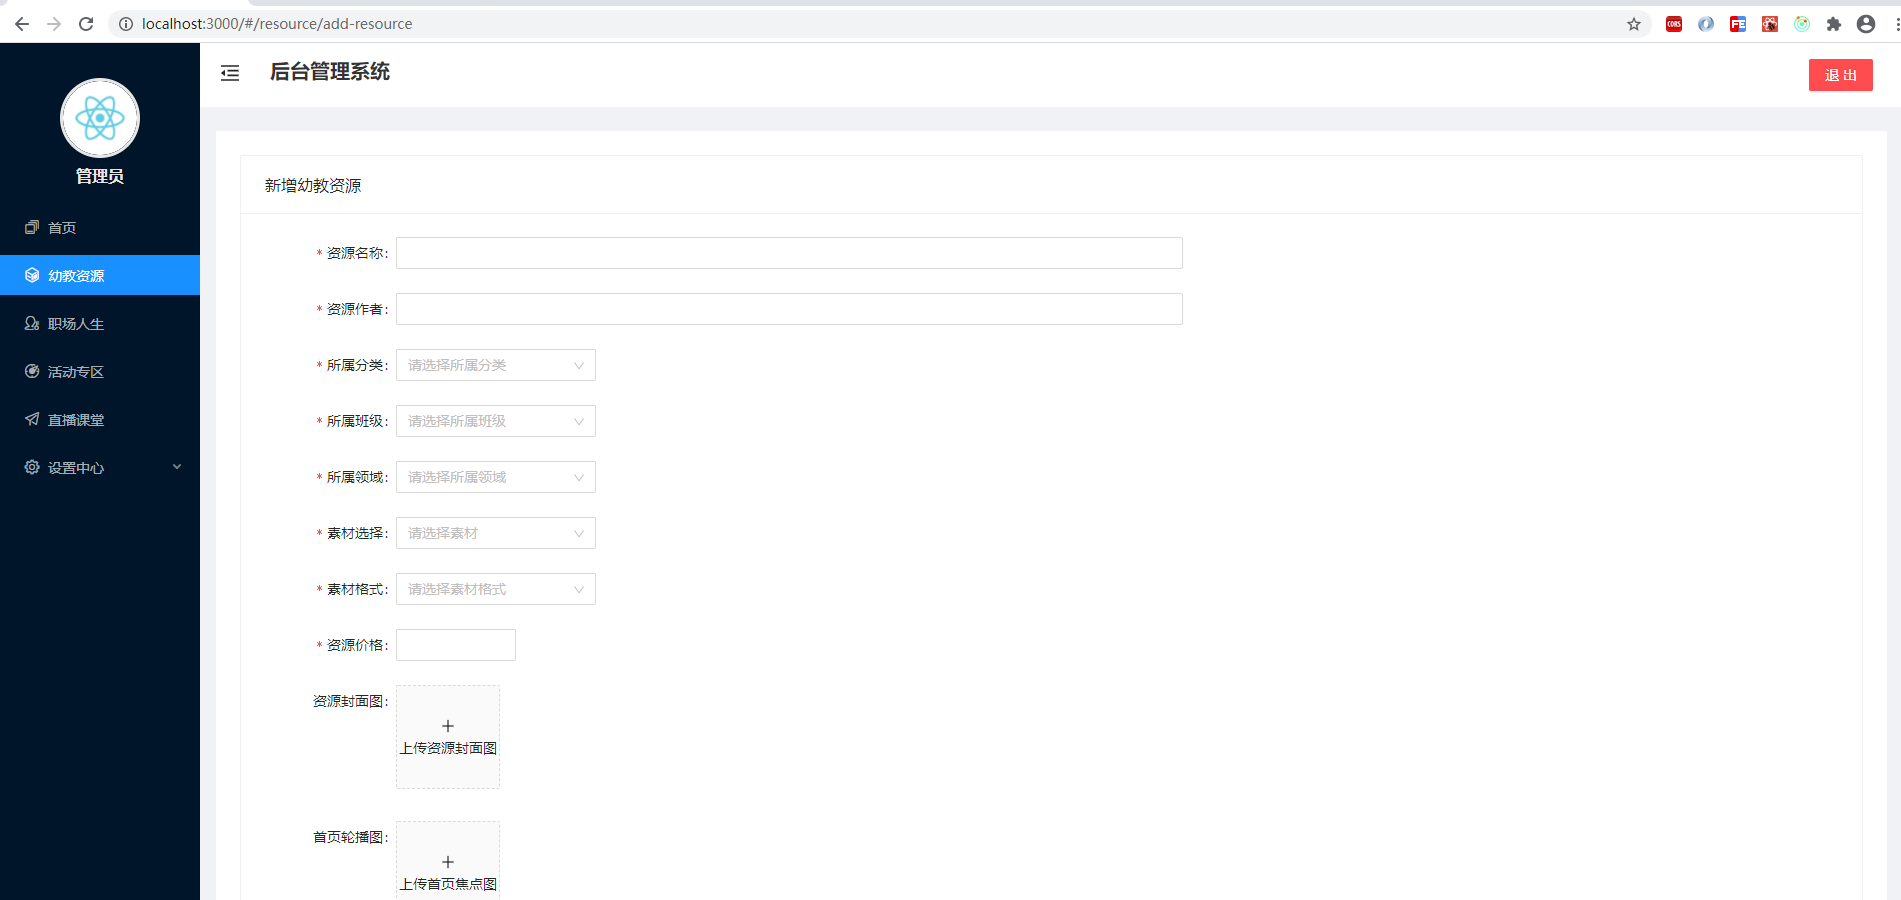 localhost:3000/#/resource/add-resource
CORS
FE
后台管理系统
退 出
管理员
首页
幼教资源
职场人生
活动专区
直播课堂
设置中心
新增幼教资源
* 资源名称:
* 资源作者:
* 所属分类: 请选择所属分类
* 所属班级: 请选择所属班级
* 所属领域: 请选择所属领域
* 素材选择: 请选择素材
* 素材格式: 请选择素材格式
* 资源价格:
资源封面图:
上传资源封面图
首页轮播图:
上传首页焦点图